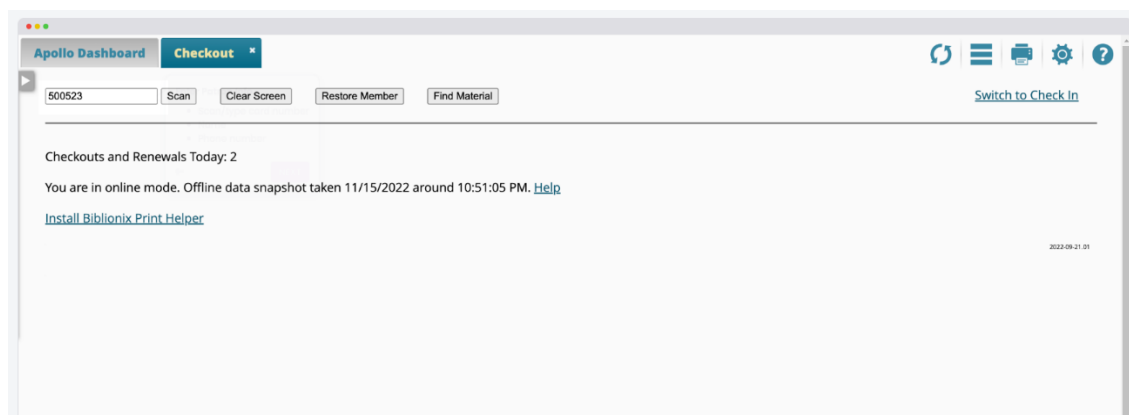 Apollo Dashboard Checkout ×
500523 Scan Clear Screen Restore Member Find Material Switch to Check In
Checkouts and Renewals Today: 2
You are in online mode. Offline data snapshot taken 11/15/2022 around 10:51:05 PM. Help
Install Biblionix Print Helper
2022-09-21.01